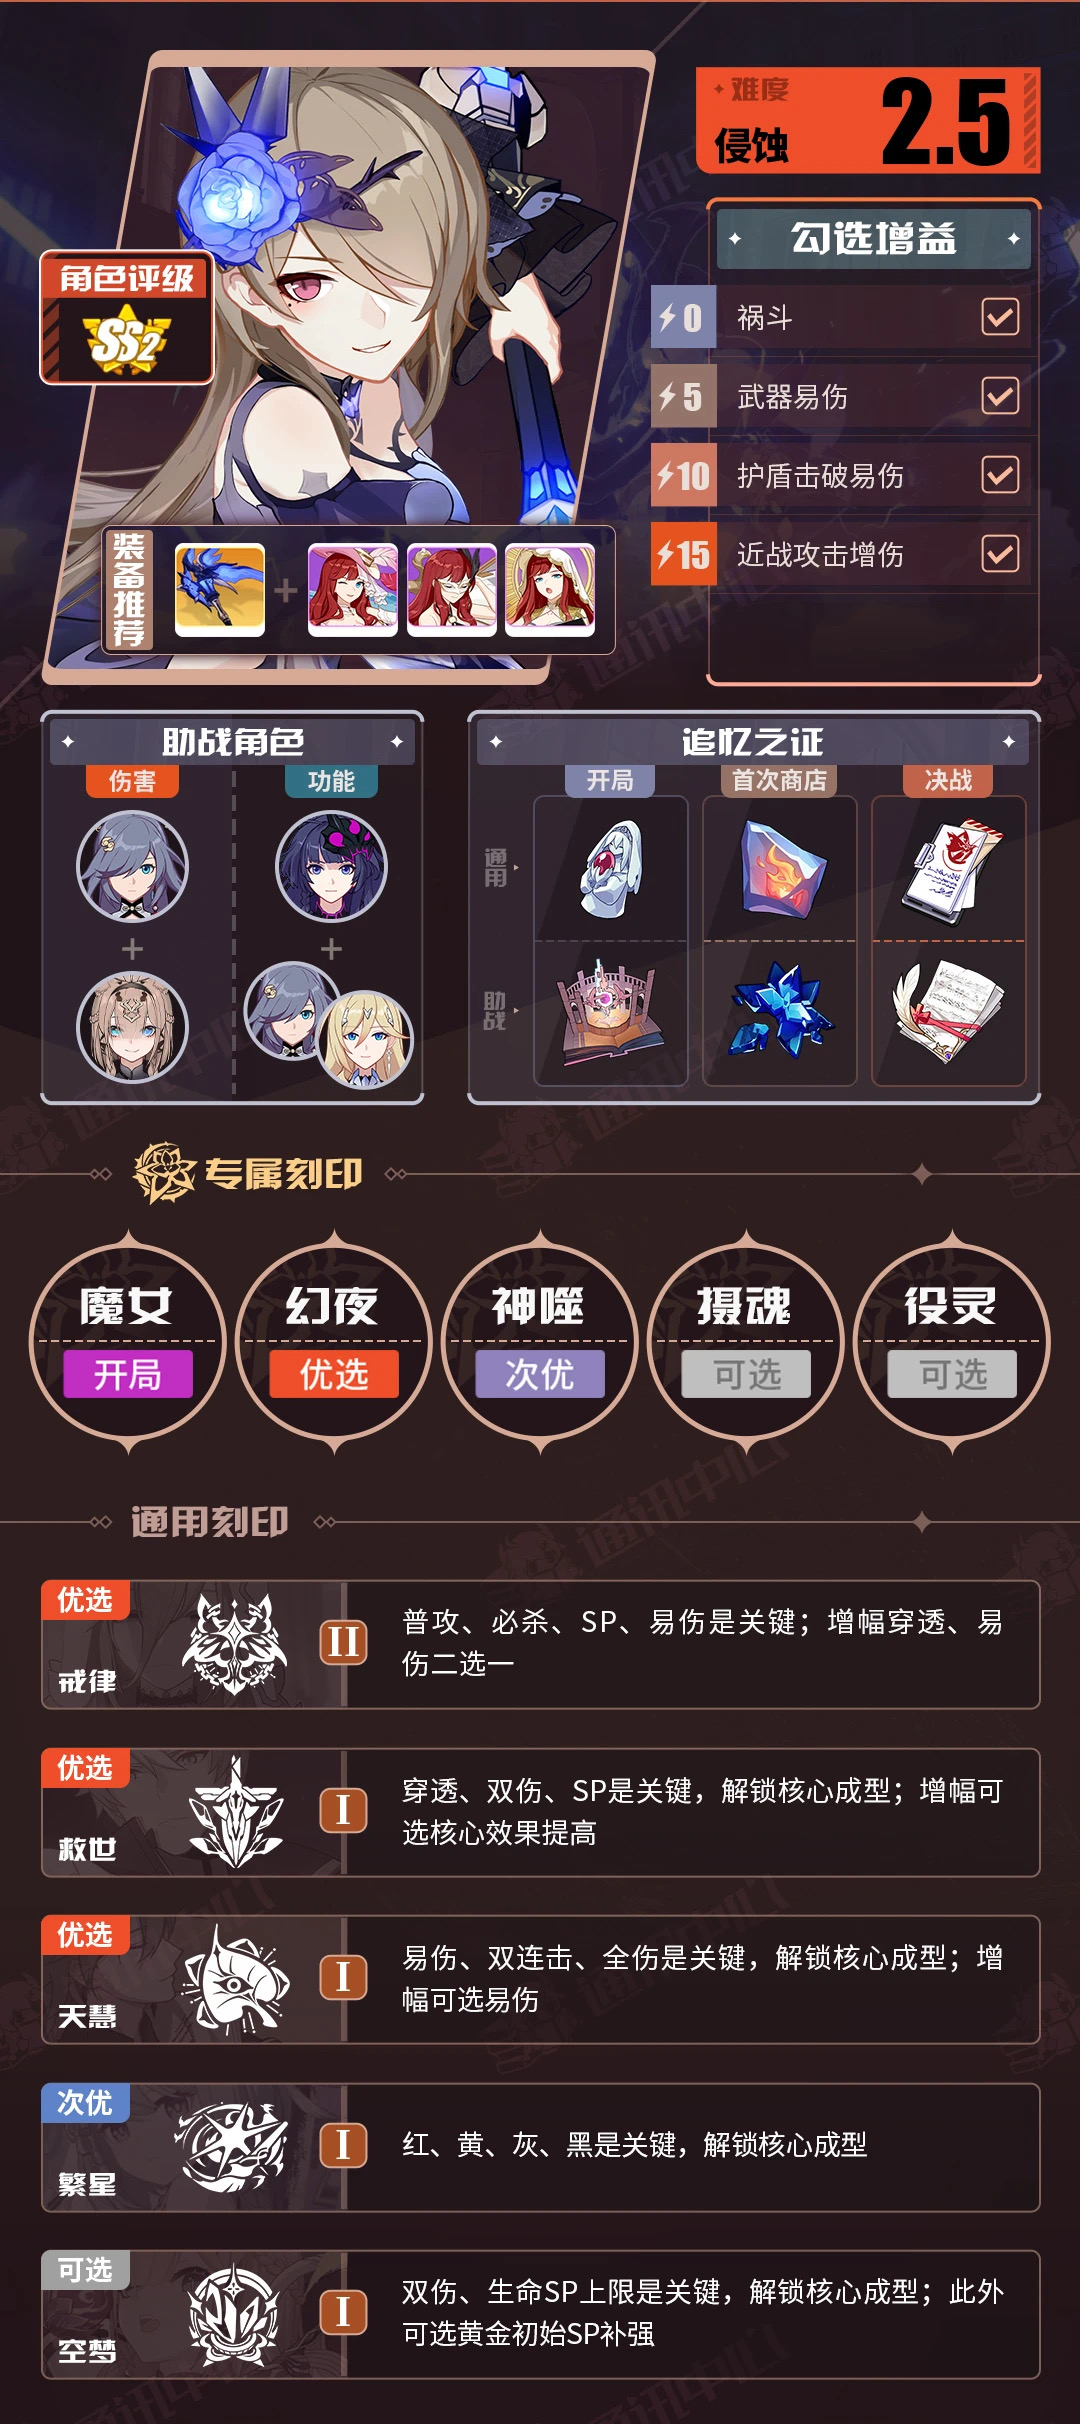 难度
侵蚀
2.5
勾选增益
0 祸斗
5 武器易伤
10 护盾击破易伤
15 近战攻击增伤
角色评级
SS2
装备推荐
助战角色
伤害
功能
追忆之证
开局
首次商店
决战
通用
助战
专属刻印
魔女
开局
幻夜
优选
神噬
次优
摄魂
可选
役灵
可选
通用刻印
优选
戒律
II
普攻、必杀、SP、易伤是关键；增幅穿透、易
伤二选一
优选
救世
I
穿透、双伤、SP是关键，解锁核心成型；增幅可
选核心效果提高
优选
天慧
I
易伤、双连击、全伤是关键，解锁核心成型；增
幅可选易伤
次优
繁星
I
红、黄、灰、黑是关键，解锁核心成型
可选
空梦
I
双伤、生命SP上限是关键，解锁核心成型；此外
可选黄金初始SP补强
通讯中心